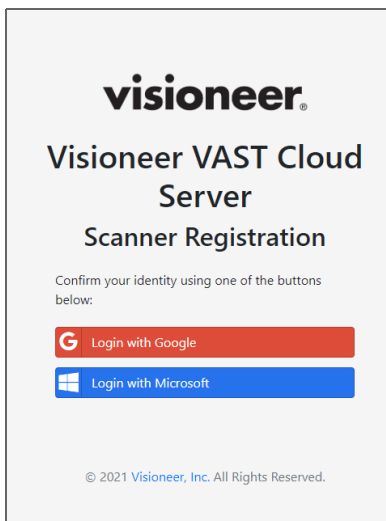 visioneer®
Visioneer VAST Cloud
Server
Scanner Registration
Confirm your identity using one of the buttons
below:
G Login with Google
Login with Microsoft
© 2021 Visioneer, Inc. All Rights Reserved.